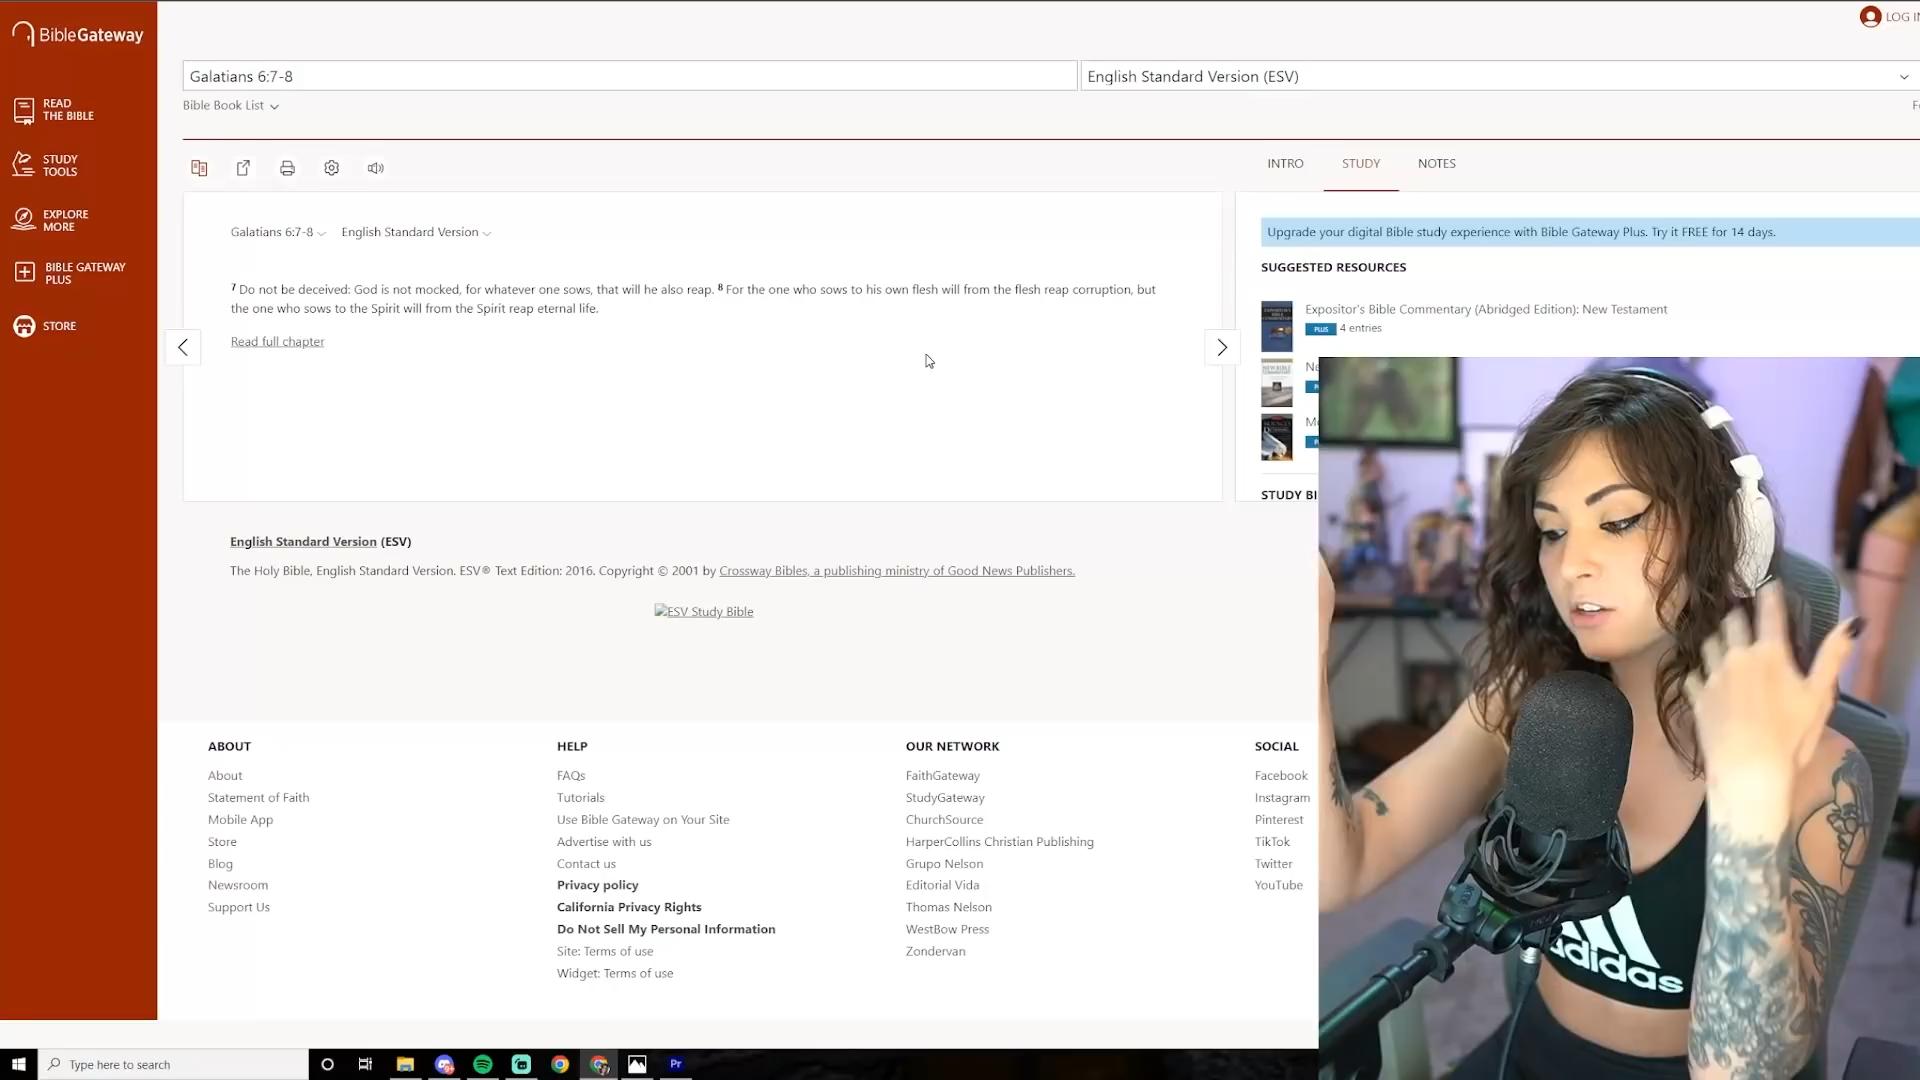 BibleGateway
LOG IN
Galatians 6:7-8
English Standard Version (ESV)
Bible Book List
READ
THE BIBLE
STUDY
TOOLS
EXPLORE
MORE
BIBLE GATEWAY
PLUS
STORE
INTRO
STUDY
NOTES
Galatians 6:7-8
English Standard Version
7 Do not be deceived: God is not mocked, for whatever one sows, that will he also reap. 8 For the one who sows to his own flesh will from the flesh reap corruption, but
the one who sows to the Spirit will from the Spirit reap eternal life.
Read full chapter
Upgrade your digital Bible study experience with Bible Gateway Plus. Try it FREE for 14 days.
SUGGESTED RESOURCES
Expositor's Bible Commentary (Abridged Edition): New Testament
PLUS 4 entries
STUDY BI
English Standard Version (ESV)
The Holy Bible, English Standard Version. ESV® Text Edition: 2016. Copyright © 2001 by Crossway Bibles, a publishing ministry of Good News Publishers.
ESV Study Bible
ABOUT
About
Statement of Faith
Mobile App
Store
Blog
Newsroom
Support Us
HELP
FAQs
Tutorials
Use Bible Gateway on Your Site
Advertise with us
Contact us
Privacy policy
California Privacy Rights
Do Not Sell My Personal Information
Site: Terms of use
Widget: Terms of use
OUR NETWORK
FaithGateway
StudyGateway
ChurchSource
HarperCollins Christian Publishing
Grupo Nelson
Editorial Vida
Thomas Nelson
WestBow Press
Zondervan
SOCIAL
Facebook
Instagram
Pinterest
TikTok
Twitter
YouTube
adidas
Type here to search
Pr